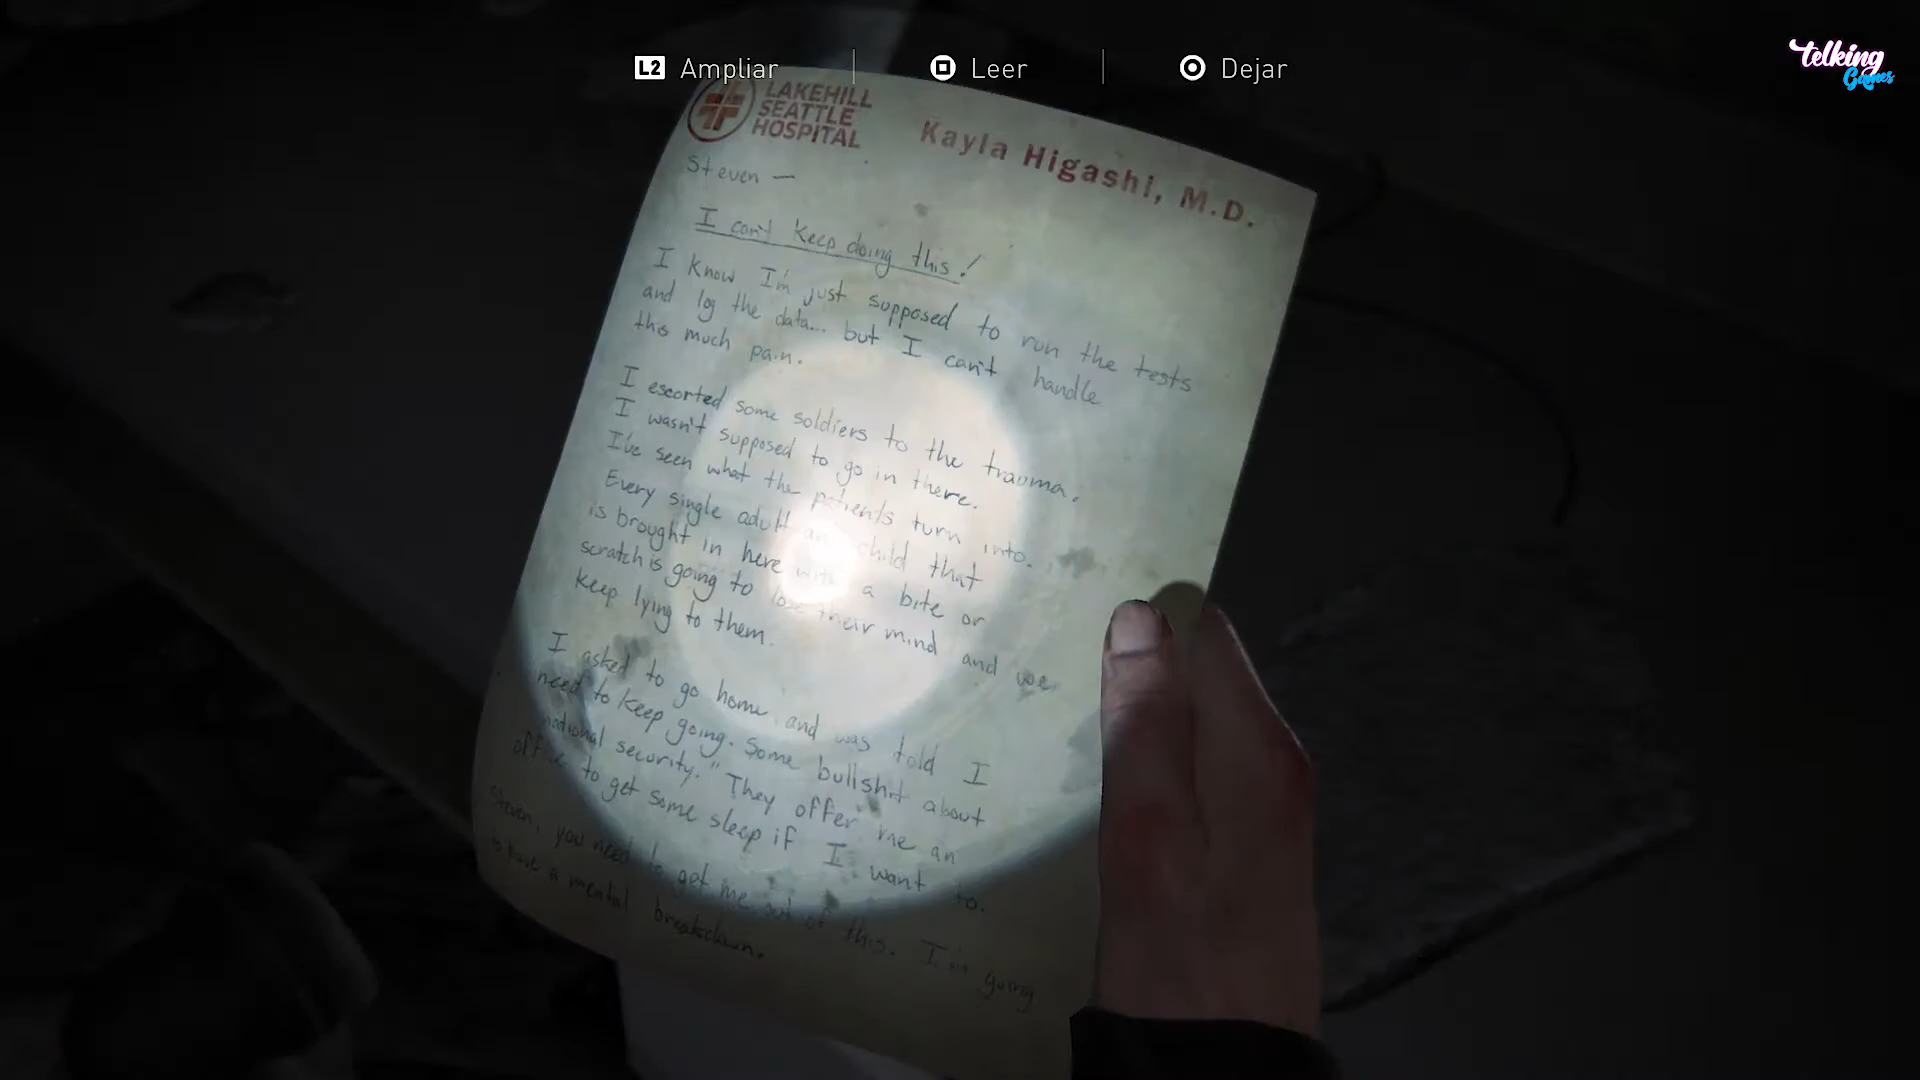 L2 Ampliar
Leer
Dejar
telking
Games
LAKEHILL
SEATTLE
HOSPITAL
Kayla Higashi, M.D.
Steven —
I can't keep doing this!
I know I'm just supposed to run the tests
and log the data... but I can't handle
this much pain.
I escorted some soldiers to the trauma.
I wasn't supposed to go in there.
I've seen what the patients turn into.
Every single adult and child that
is brought in here with a bite or
scratch is going to lose their mind and we
keep lying to them.
I asked to go home and was told I
need to keep going. Some bullshit about
national security." They offer me an
office to get some sleep if I want to.
Steven, you need to get me out of this. I'm going
to have a mental breakdown.